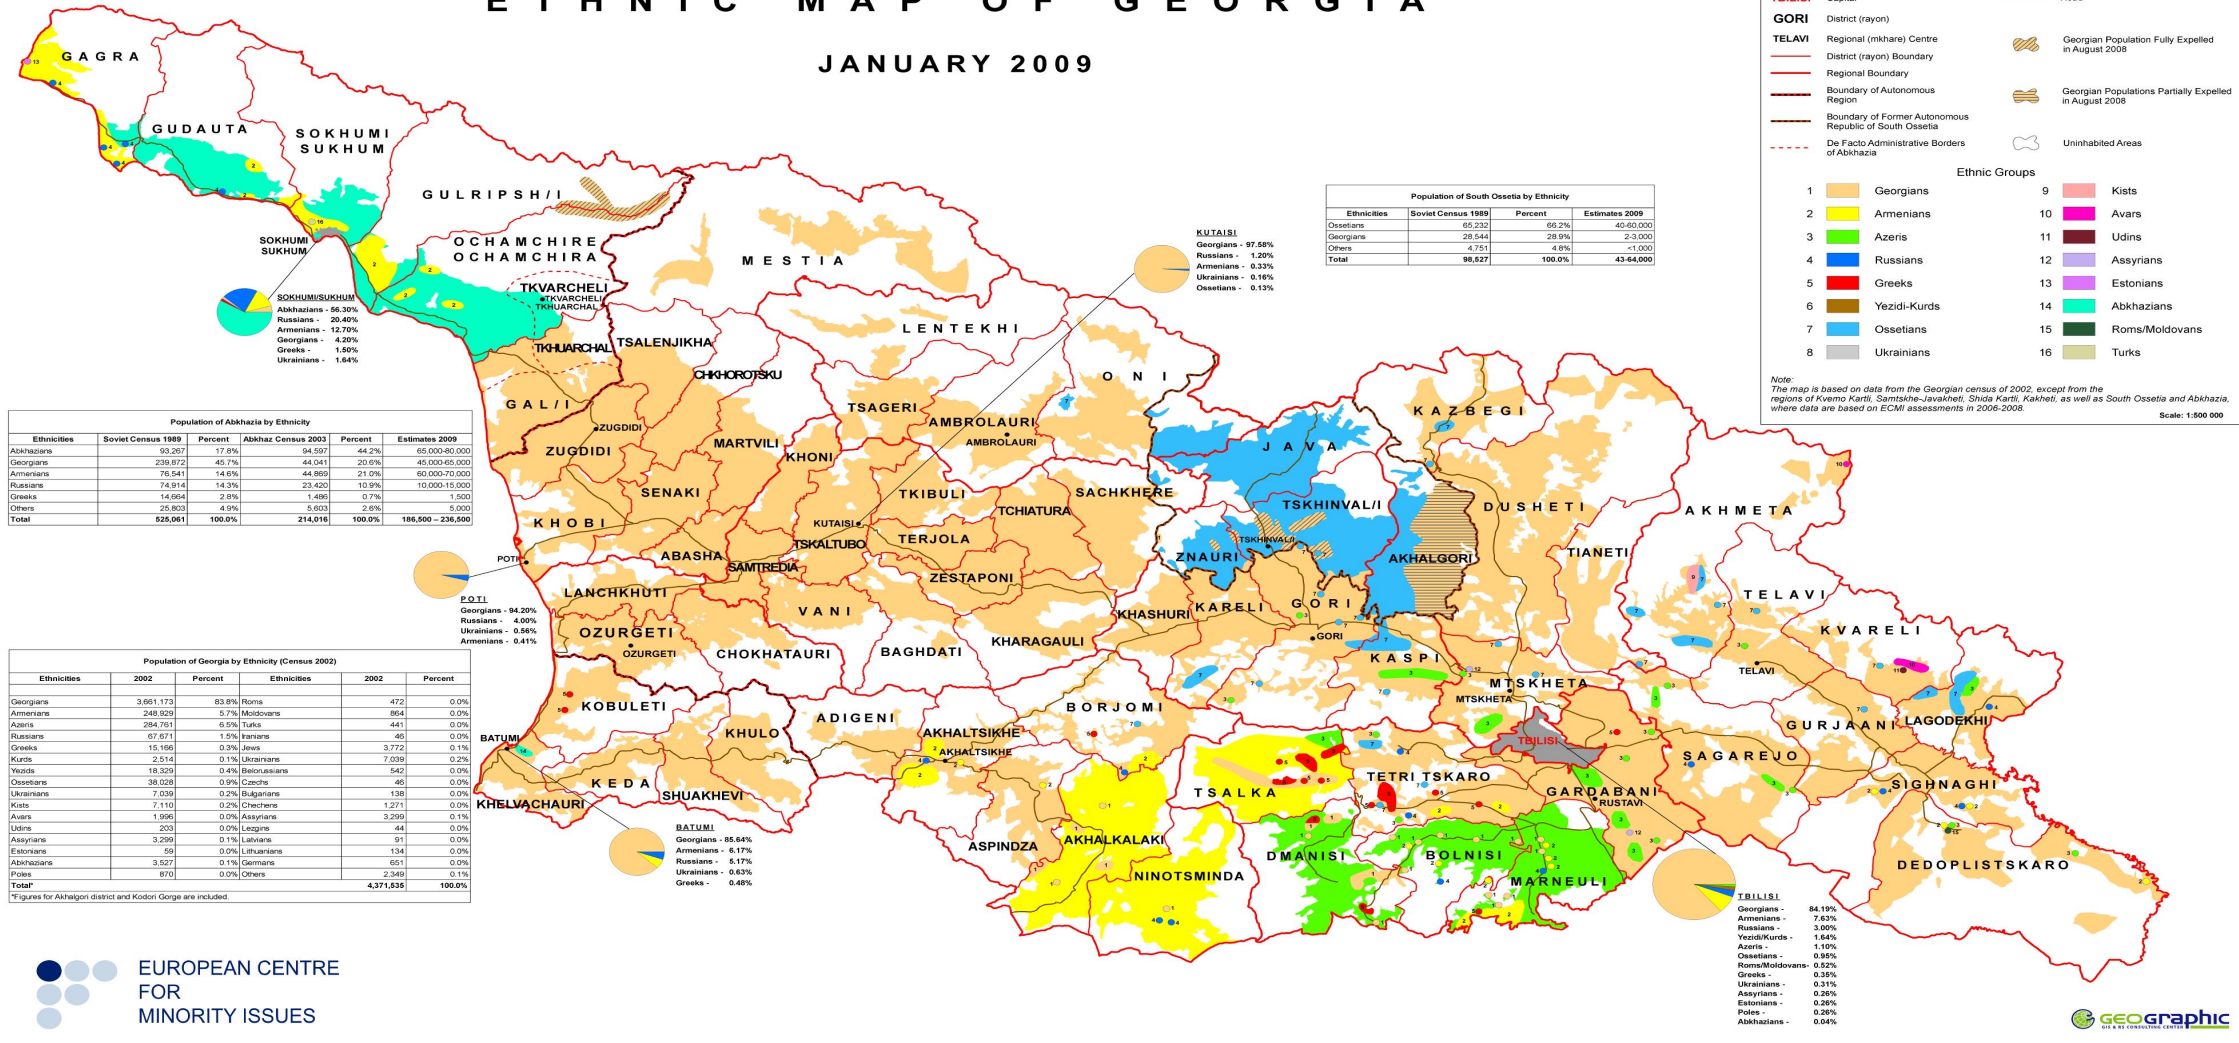 ETHNIC MAP OF GEORGIA
JANUARY 2009
TBILISI Capital
GORI District (rayon)
TELAVI Regional (mkhare) Centre
District (rayon) Boundary
Regional Boundary
Boundary of Autonomous
Region
Boundary of Former Autonomous
Republic of South Ossetia
De Facto Administrative Borders
of Abkhazia
Road
Georgian Population Fully Expelled
in August 2008
Georgian Populations Partially Expelled
in August 2008
Uninhabited Areas
Ethnic Groups
1 Georgians
2 Armenians
3 Azeris
4 Russians
5 Greeks
6 Yezidi-Kurds
7 Ossetians
8 Ukrainians
9 Kists
10 Avars
11 Udins
12 Assyrians
13 Estonians
14 Abkhazians
15 Roms/Moldovans
16 Turks
Note:
The map is based on data from the Georgian census of 2002, except from the
regions of Kvemo Kartli, Samtskhe-Javakheti, Shida Kartli, Kakheti, as well as South Ossetia and Abkhazia,
where data are based on ECMI assessments in 2006-2008.
Scale: 1:500 000
Population of South Ossetia by Ethnicity
Ethnicities Soviet Census 1989 Percent Estimates 2009
Ossetians 65,232 66.2% 40-60,000
Georgians 28,544 28.9% 2-3,000
Others 4,751 4.8% <1,000
Total 98,527 100.0% 43-64,000
KUTAISI
Georgians - 97.58%
Russians - 1.20%
Armenians - 0.33%
Ukrainians - 0.16%
Ossetians - 0.13%
SOKHUMI/SUKHUM
Abkhazians - 56.30%
Russians - 20.40%
Armenians - 12.70%
Georgians - 4.20%
Greeks - 1.50%
Ukrainians - 1.64%
Population of Abkhazia by Ethnicity
Ethnicities Soviet Census 1989 Percent Abkhaz Census 2003 Percent Estimates 2009
Abkhazians 93,267 17.8% 94,597 44.2% 65,000-80,000
Georgians 239,872 45.7% 44,041 20.6% 45,000-65,000
Armenians 76,541 14.6% 44,869 21.0% 60,000-70,000
Russians 74,914 14.3% 23,420 10.9% 10,000-15,000
Greeks 14,664 2.8% 1,486 0.7% 1,500
Others 25,803 4.9% 5,603 2.6% 5,000
Total 525,061 100.0% 214,016 100.0% 186,500 – 236,500
POTI
Georgians - 94.20%
Russians - 4.00%
Ukrainians - 0.56%
Armenians - 0.41%
Population of Georgia by Ethnicity (Census 2002)
Ethnicities 2002 Percent Ethnicities 2002 Percent
Georgians 3,661,173 83.8% Roms 472 0.0%
Armenians 248,929 5.7% Moldovans 864 0.0%
Azeris 284,761 6.5% Turks 441 0.0%
Russians 67,671 1.5% Iranians 46 0.0%
Greeks 15,166 0.3% Jews 3,772 0.1%
Kurds 2,514 0.1% Ukrainians 7,039 0.2%
Yezids 18,329 0.4% Belorussians 542 0.0%
Ossetians 38,028 0.9% Czechs 46 0.0%
Ukrainians 7,039 0.2% Bulgarians 138 0.0%
Kists 7,110 0.2% Chechens 1,271 0.0%
Avars 1,996 0.0% Assyrians 3,299 0.1%
Udins 203 0.0% Lezgins 44 0.0%
Assyrians 3,299 0.1% Latvians 91 0.0%
Estonians 59 0.0% Lithuanians 134 0.0%
Abkhazians 3,527 0.1% Germans 651 0.0%
Poles 870 0.0% Others 2,349 0.1%
Total* 4,371,535 100.0%
*Figures for Akhalgori district and Kodori Gorge are included.
BATUMI
Georgians - 85.64%
Armenians - 6.17%
Russians - 5.17%
Ukrainians - 0.63%
Greeks - 0.48%
TBILISI
Georgians - 84.19%
Armenians - 7.63%
Russians - 3.00%
Yezidi/Kurds - 1.64%
Azeris - 1.10%
Ossetians - 0.95%
Roms/Moldovans- 0.52%
Greeks - 0.35%
Ukrainians - 0.31%
Assyrians - 0.26%
Estonians - 0.26%
Poles - 0.26%
Abkhazians - 0.04%
GAGRA
GUDAUTA
SOKHUMI
SUKHUM
GULRIPSH/I
SOKHUMI
SUKHUM
OCHAMCHIRE
OCHAMCHIRA
TKVARCHELI
TKVARCHELI
TKHUARCHAL
TKHUARCHAL
GAL/I
MESTIA
LENTEKHI
TSALENJIKHA
CHKHOROTSKU
ONI
TSAGERI
AMBROLAURI
AMBROLAURI
ZUGDIDI
ZUGDIDI
MARTVILI
KHONI
SENAKI
TKIBULI
SACHKHERE
TCHIATURA
KHOBI
KUTAISI
TSKALTUBO
TERJOLA
POTI
ABASHA
SAMTREDIA
ZESTAPONI
LANCHKHUTI
VANI
OZURGETI
OZURGETI
CHOKHATAURI
BAGHDATI
KHARAGAULI
KHASHURI
KARELI
GORI
GORI
JAVA
TSKHINVAL/I
TSKHINVAL/I
ZNAURI
AKHALGORI
KAZBEGI
DUSHETI
TIANETI
AKHMETA
TELAVI
TELAVI
KVARELI
KASPI
MTSKHETA
MTSKHETA
TBILISI
GURJAANI
LAGODEKHI
SAGAREJO
SIGHNAGHI
DEDOPLISTSKARO
GARDABANI
RUSTAVI
TETRI TSKARO
TSALKA
DMANISI
BOLNISI
MARNEULI
KOBULETI
BATUMI
KHELVACHAURI
KEDA
SHUAKHEVI
KHULO
ADIGENI
AKHALTSIKHE
AKHALTSIKHE
BORJOMI
ASPINDZA
AKHALKALAKI
NINOTSMINDA
EUROPEAN CENTRE
FOR
MINORITY ISSUES
GEOGraphic
GIS & RS CONSULTING CENTER